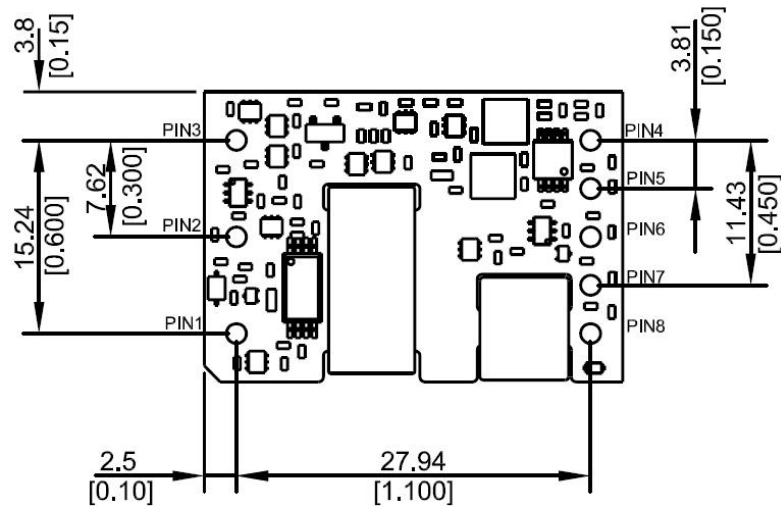 3.8
[0.15]
3.81
[0.150]
PIN3
PIN4
7.62
[0.300]
PIN5
15.24
[0.600]
PIN2
PIN6
11.43
[0.450]
PIN7
PIN1
PIN8
2.5
[0.10]
27.94
[1.100]